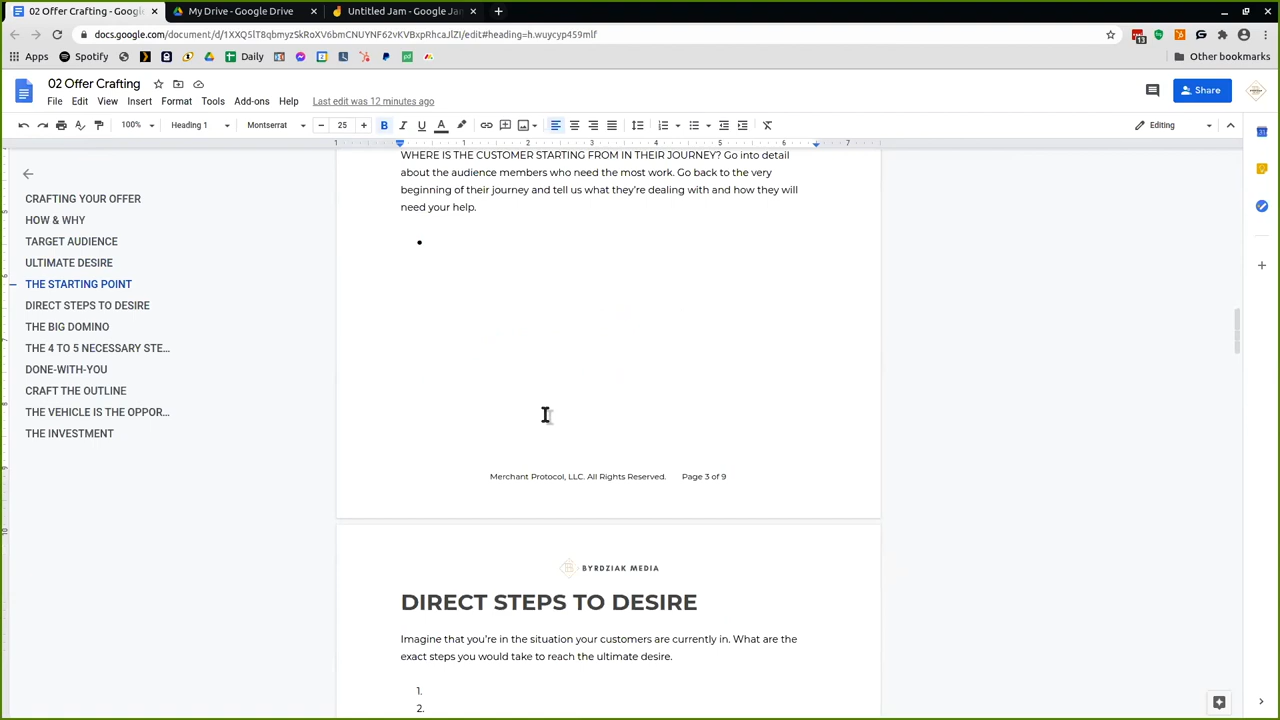 02 Offer Crafting - Google D
My Drive - Google Drive
Untitled Jam - Google Jam
docs.google.com/document/d/1XXQ5lT8qbmyzSkRoXV6bmCNUYNF62vKVBxpRhcaJlZI/edit#heading=h.wuycyp459mlf
13
Apps
Spotify
Daily
Other bookmarks
02 Offer Crafting
File Edit View Insert Format Tools Add-ons Help Last edit was 12 minutes ago
Share
100% Heading 1 Montserrat 25 B I U A Editing
1 1 2 3 4 5 6 7
CRAFTING YOUR OFFER
HOW & WHY
TARGET AUDIENCE
ULTIMATE DESIRE
THE STARTING POINT
DIRECT STEPS TO DESIRE
THE BIG DOMINO
THE 4 TO 5 NECESSARY STE...
DONE-WITH-YOU
CRAFT THE OUTLINE
THE VEHICLE IS THE OPPOR...
THE INVESTMENT
WHERE IS THE CUSTOMER STARTING FROM IN THEIR JOURNEY? Go into detail
about the audience members who need the most work. Go back to the very
beginning of their journey and tell us what they're dealing with and how they will
need your help.
Merchant Protocol, LLC. All Rights Reserved. Page 3 of 9
BYRDZIAK MEDIA
DIRECT STEPS TO DESIRE
Imagine that you're in the situation your customers are currently in. What are the
exact steps you would take to reach the ultimate desire.
1.
2.